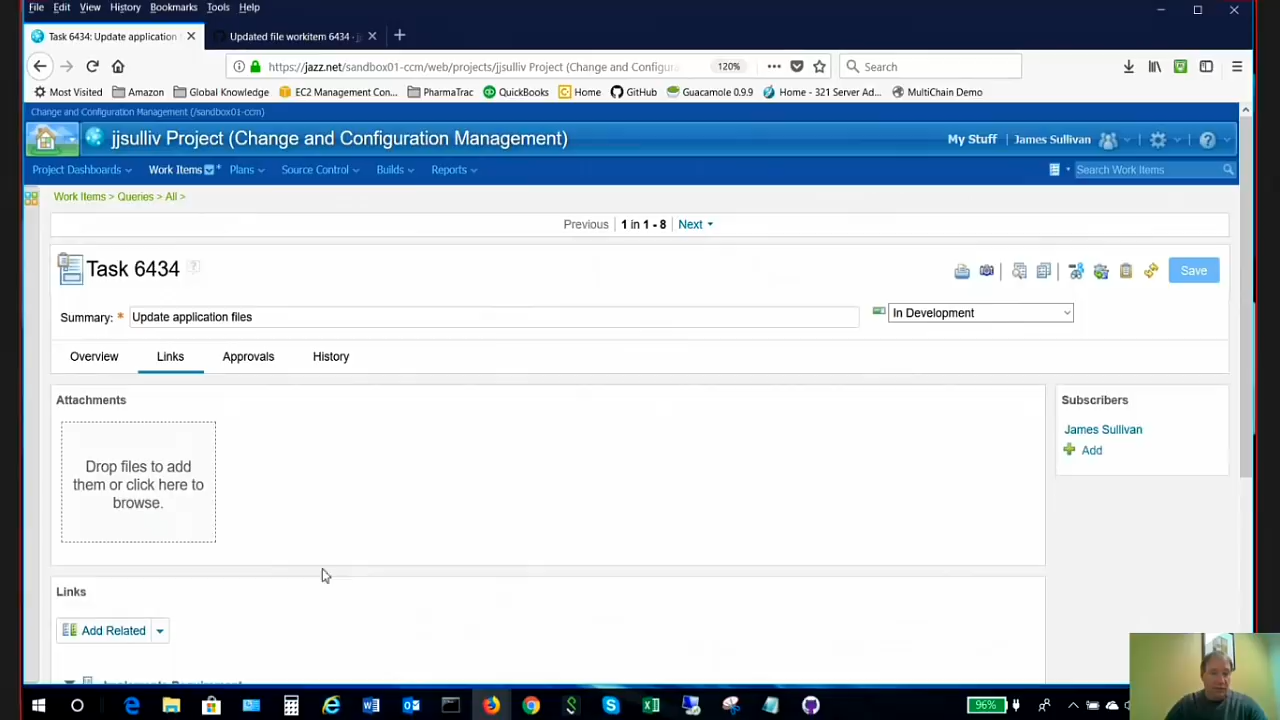 File Edit View History Bookmarks Tools Help
Task 6434: Update application
Updated file workitem 6434 - j
https://jazz.net/sandbox01-ccm/web/projects/jjsulliv Project (Change and Configura
120%
Search
Most Visited Amazon Global Knowledge EC2 Management Con... PharmaTrac QuickBooks Home GitHub Guacamole 0.9.9 Home - 321 Server Ad... MultiChain Demo
Change and Configuration Management (/sandbox01-ccm)
jjsulliv Project (Change and Configuration Management)
My Stuff James Sullivan
Project Dashboards Work Items Plans Source Control Builds Reports
Search Work Items
Work Items > Queries > All >
Previous 1 in 1 - 8 Next
Task 6434
Save
Summary: * Update application files
In Development
Overview Links Approvals History
Attachments
Drop files to add
them or click here to
browse.
Subscribers
James Sullivan
Add
Links
Add Related
Implements Requirement
96%